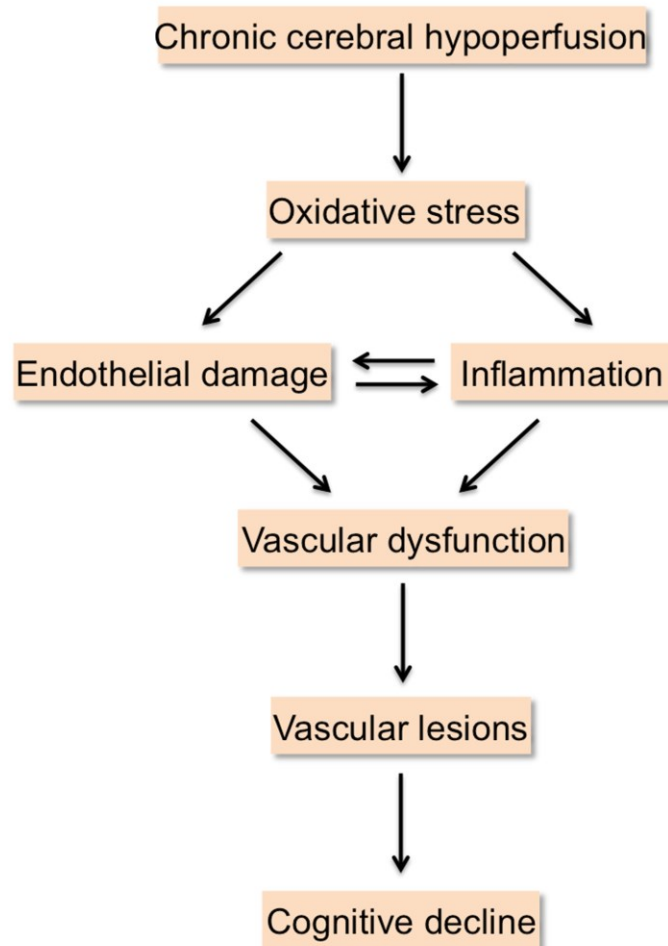 Chronic cerebral hypoperfusion
Oxidative stress
Endothelial damage
Inflammation
Vascular dysfunction
Vascular lesions
Cognitive decline